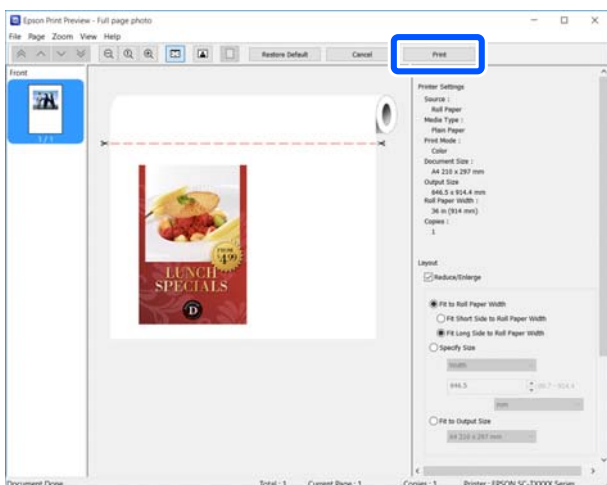 Epson Print Preview - Full page photo
File Page Zoom View Help
Restore Default Cancel Print
Front
1 / 1
FROM
$4.99
LUNCH
SPECIALS
D
Printer Settings
Source :
Roll Paper
Media Type :
Plain Paper
Print Mode :
Color
Document Size :
A4 210 x 297 mm
Output Size
646.5 x 914.4 mm
Roll Paper Width :
36 in (914 mm)
Copies :
1
Layout
Reduce/Enlarge
Fit to Roll Paper Width
Fit Short Side to Roll Paper Width
Fit Long Side to Roll Paper Width
Specify Size
Width
646.5
mm
Fit to Output Size
A4 210 x 297 mm
Document Done Total : 1 Current Page : 1 Copies : 1 Printer : EPSON SC-TXXXX Series